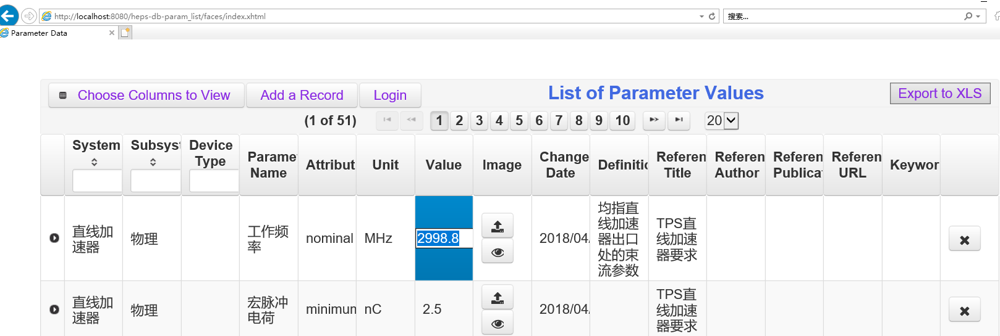 http://localhost:8080/heps-db-param_list/faces/index.xhtml
搜索...
Parameter Data
Choose Columns to View Add a Record Login List of Parameter Values Export to XLS
(1 of 51) 1 2 3 4 5 6 7 8 9 10 20
System
Subsyst
Device
Type
Paramet
Name
Attribut
Unit
Value
Image
Change
Date
Definitio
Referen
Title
Referen
Author
Referen
Publica
Referen
URL
Keywor
直线加
速器
物理
工作频
率
nominal
MHz
2998.8
2018/04/
均指直
线加速
器出口
处的束
流参数
TPS直
线加速
器要求
直线加
速器
物理
宏脉冲
电荷
minimum
nC
2.5
2018/04/
TPS直
线加速
器要求